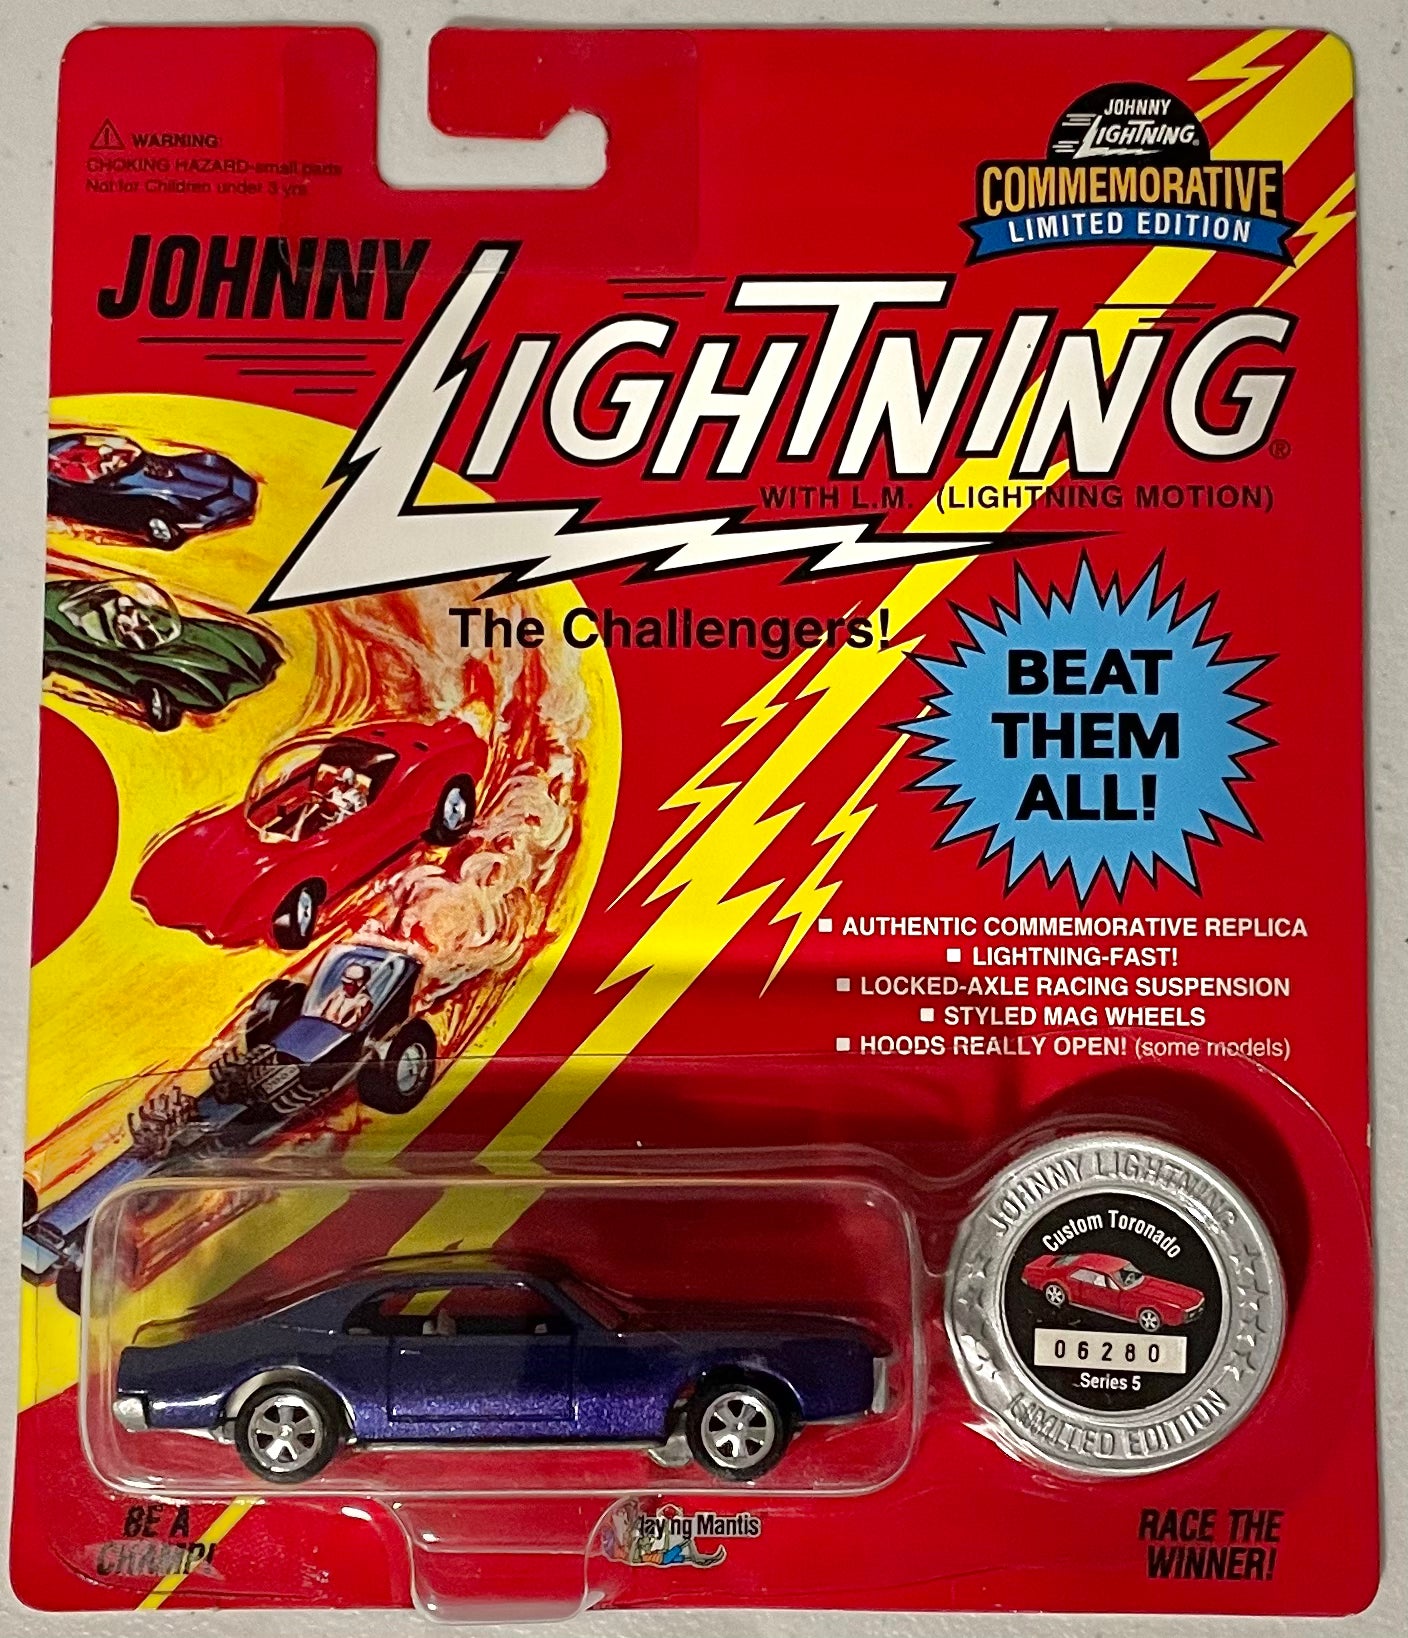 WARNING:
CHOKING HAZARD-small parts
Not for Children under 3 yrs
JOHNNY
LIGHTNING®
COMMEMORATIVE
LIMITED EDITION
JOHNNY
LIGHTNING®
WITH L.M. (LIGHTNING MOTION)
The Challengers!
BEAT
THEM
ALL!
AUTHENTIC COMMEMORATIVE REPLICA
LIGHTNING-FAST!
LOCKED-AXLE RACING SUSPENSION
STYLED MAG WHEELS
HOODS REALLY OPEN! (some models)
JOHNNY LIGHTNING
Custom Toronado
06280
Series 5
LIMITED EDITION
BE A
CHAMP!
Playing Mantis
RACE THE
WINNER!